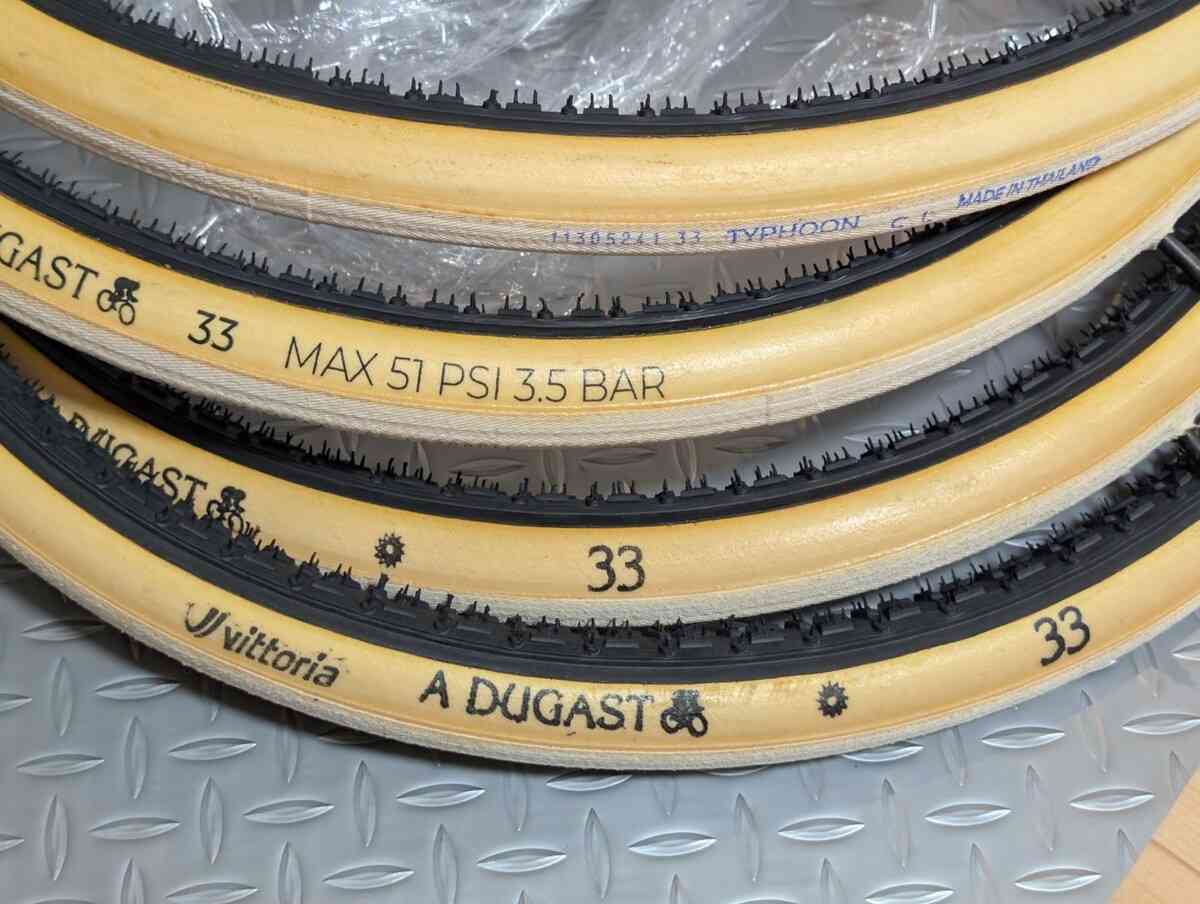 11305241 33 TYPHOON MADE IN THAILAND
DUGAST 33 MAX 51 PSI 3.5 BAR
DUGAST 33
vittoria A DUGAST 33